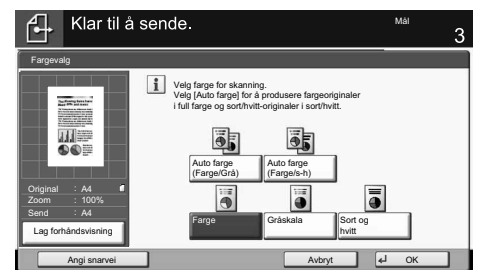 Klar til å sende.
Mål
3
Fargevalg
Velg farge for skanning.
Velg [Auto farge] for å produsere fargeoriginaler
i full farge og sort/hvitt-originaler i sort/hvitt.
Auto farge
(Farge/Grå)
Auto farge
(Farge/s-h)
Farge
Gråskala
Sort og
hvitt
Original : A4
Zoom : 100%
Send : A4
Lag forhåndsvisning
Angi snarvei
Avbryt
OK